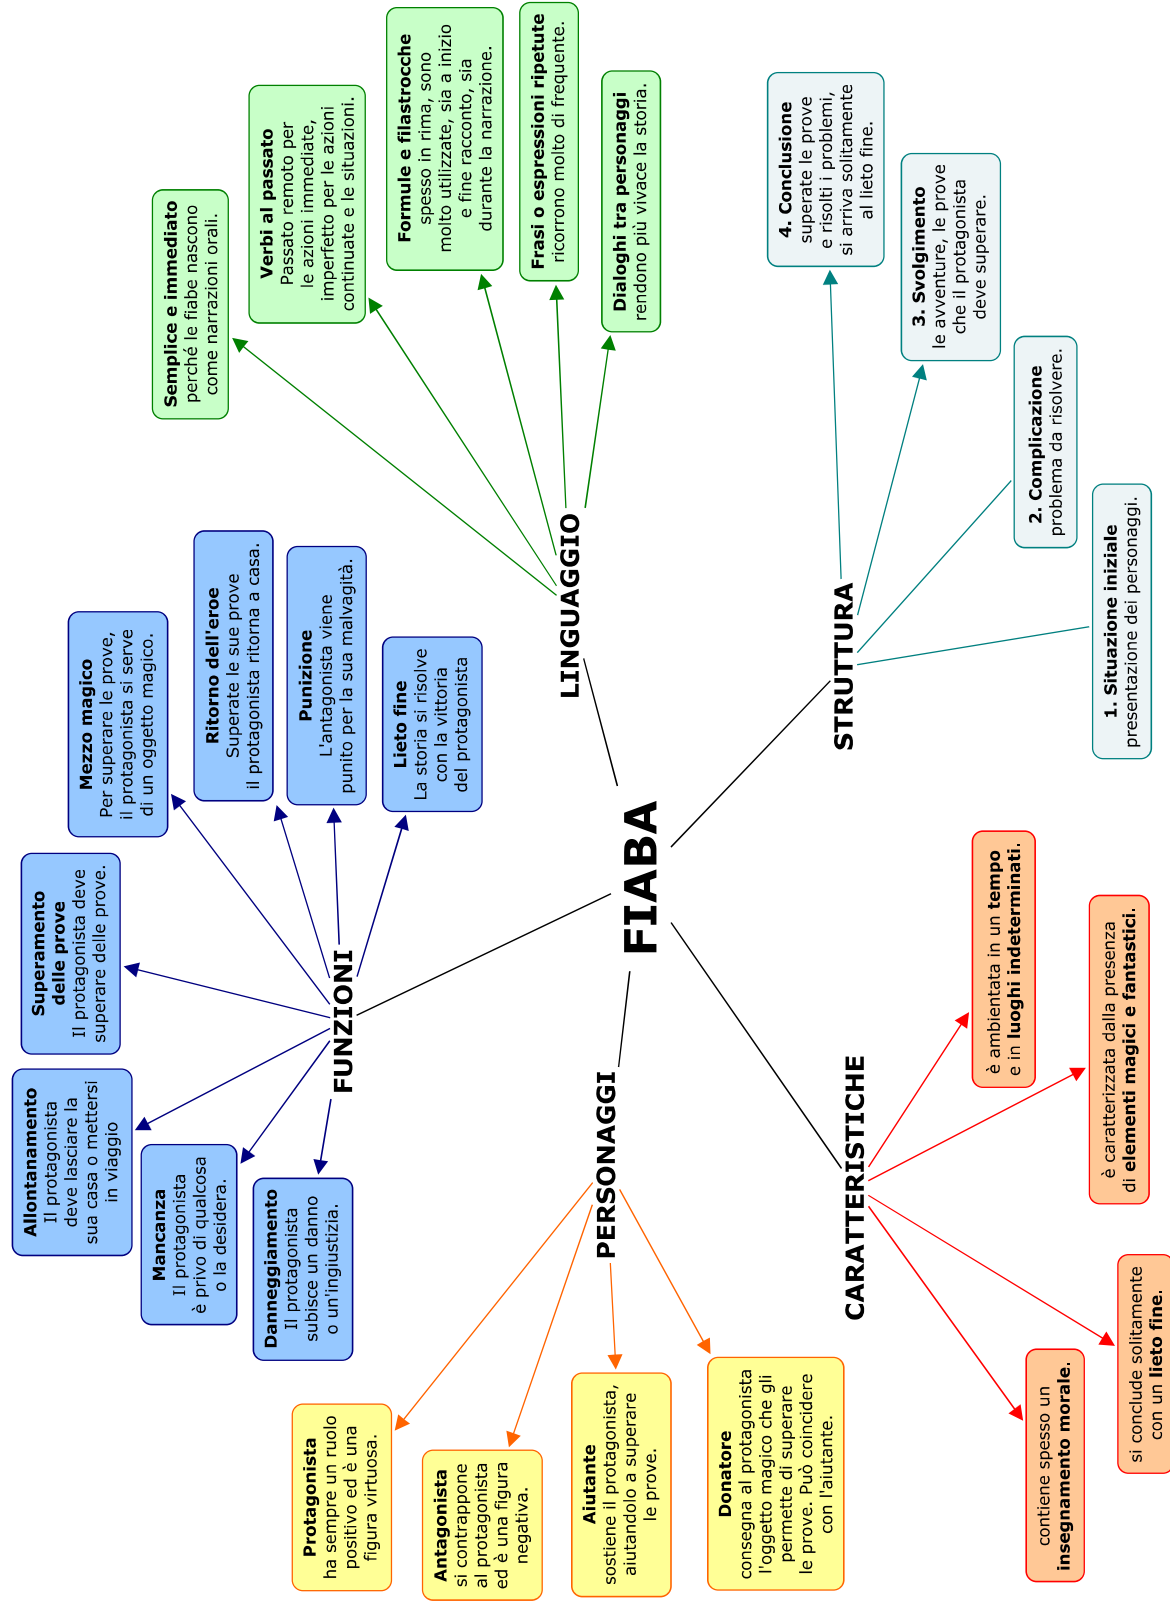 FIABA
FUNZIONI
Danneggiamento
Il protagonista
subisce un danno
o un'ingiustizia.
Mancanza
Il protagonista
è privo di qualcosa
o la desidera.
Allontanamento
Il protagonista
deve lasciare la
sua casa o mettersi
in viaggio
Superamento
delle prove
Il protagonista deve
superare delle prove.
Mezzo magico
Per superare le prove,
il protagonista si serve
di un oggetto magico.
Ritorno dell'eroe
Superate le sue prove
il protagonista ritorna a casa.
Punizione
L'antagonista viene
punito per la sua malvagità.
Lieto fine
La storia si risolve
con la vittoria
del protagonista
LINGUAGGIO
Semplice e immediato
perché le fiabe nascono
come narrazioni orali.
Verbi al passato
Passato remoto per
le azioni immediate,
imperfetto per le azioni
continuate e le situazioni.
Formule e filastrocche
spesso in rima, sono
molto utilizzate, sia a inizio
e fine racconto, sia
durante la narrazione.
Frasi o espressioni ripetute
ricorrono molto di frequente.
Dialoghi tra personaggi
rendono più vivace la storia.
STRUTTURA
1. Situazione iniziale
presentazione dei personaggi.
2. Complicazione
problema da risolvere.
3. Svolgimento
le avventure, le prove
che il protagonista
deve superare.
4. Conclusione
superate le prove
e risolti i problemi,
si arriva solitamente
al lieto fine.
PERSONAGGI
Protagonista
ha sempre un ruolo
positivo ed è una
figura virtuosa.
Antagonista
si contrappone
al protagonista
ed è una figura
negativa.
Aiutante
sostiene il protagonista,
aiutandolo a superare
le prove.
Donatore
consegna al protagonista
l'oggetto magico che gli
permette di superare
le prove. Può coincidere
con l'aiutante.
CARATTERISTICHE
contiene spesso un
insegnamento morale.
si conclude solitamente
con un lieto fine.
è caratterizzata dalla presenza
di elementi magici e fantastici.
è ambientata in un tempo
e in luoghi indeterminati.